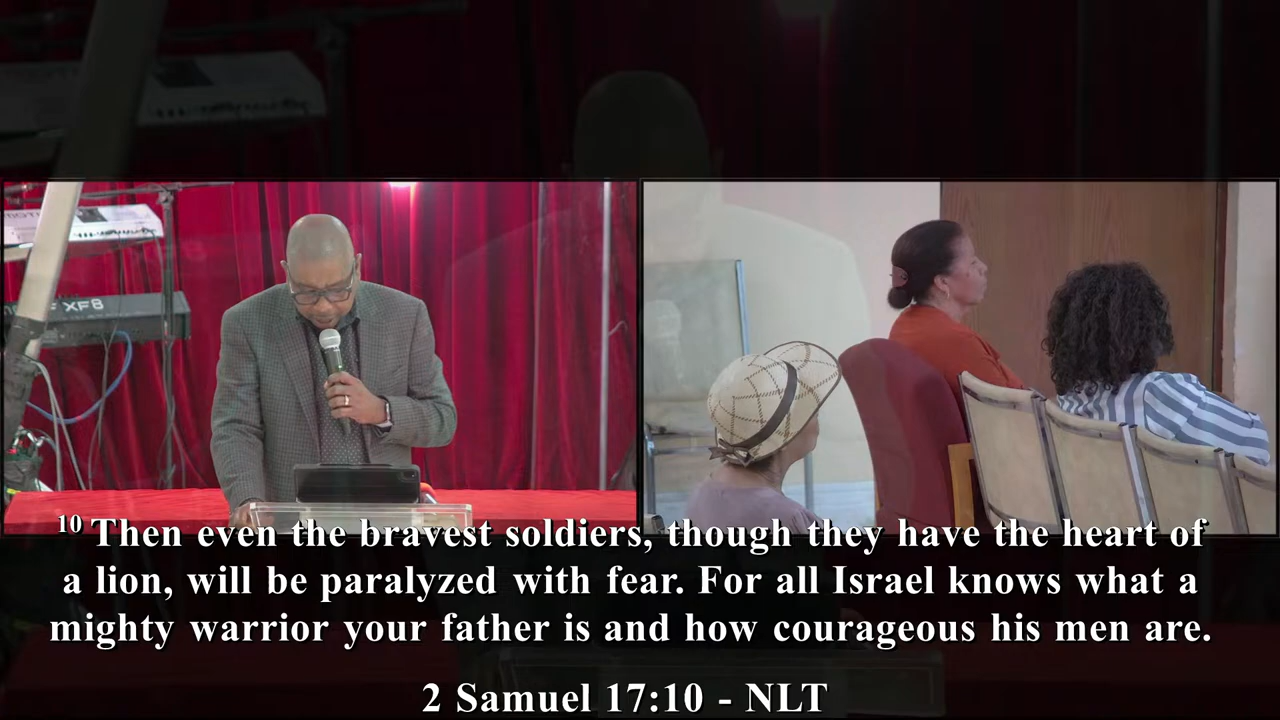 MOTIF
XF8
10 Then even the bravest soldiers, though they have the heart of
a lion, will be paralyzed with fear. For all Israel knows what a
mighty warrior your father is and how courageous his men are.
2 Samuel 17:10 - NLT